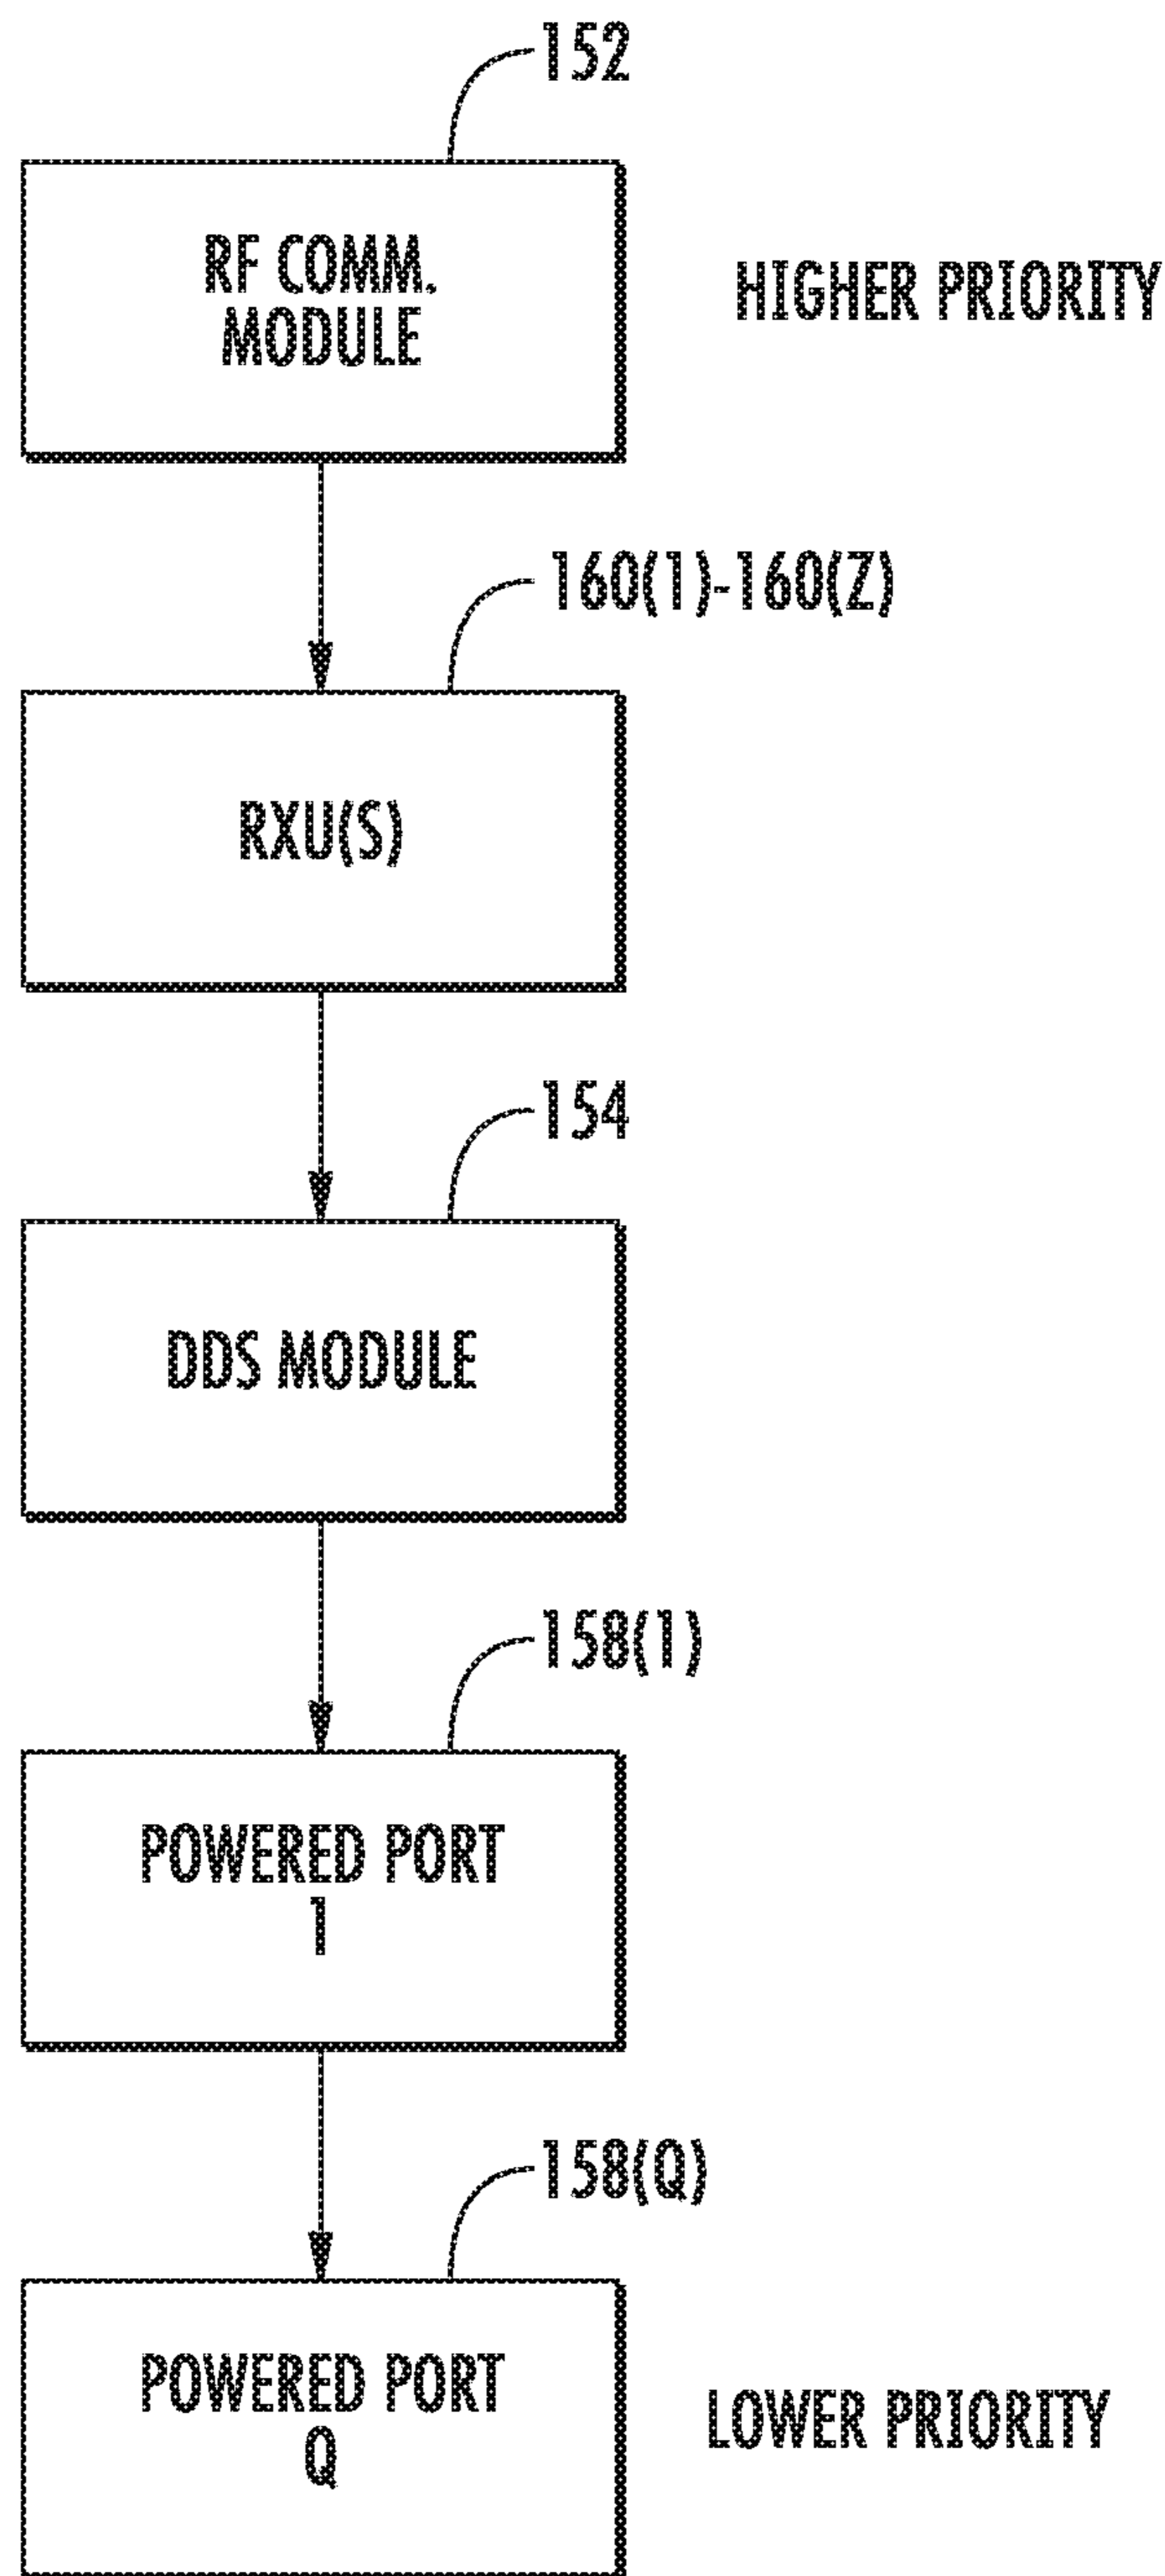 152
RF COMM.
MODULE
HIGHER PRIORITY
160(1)-160(Z)
RXU(S)
154
DDS MODULE
158(1)
POWERED PORT
1
158(Q)
POWERED PORT
Q
LOWER PRIORITY